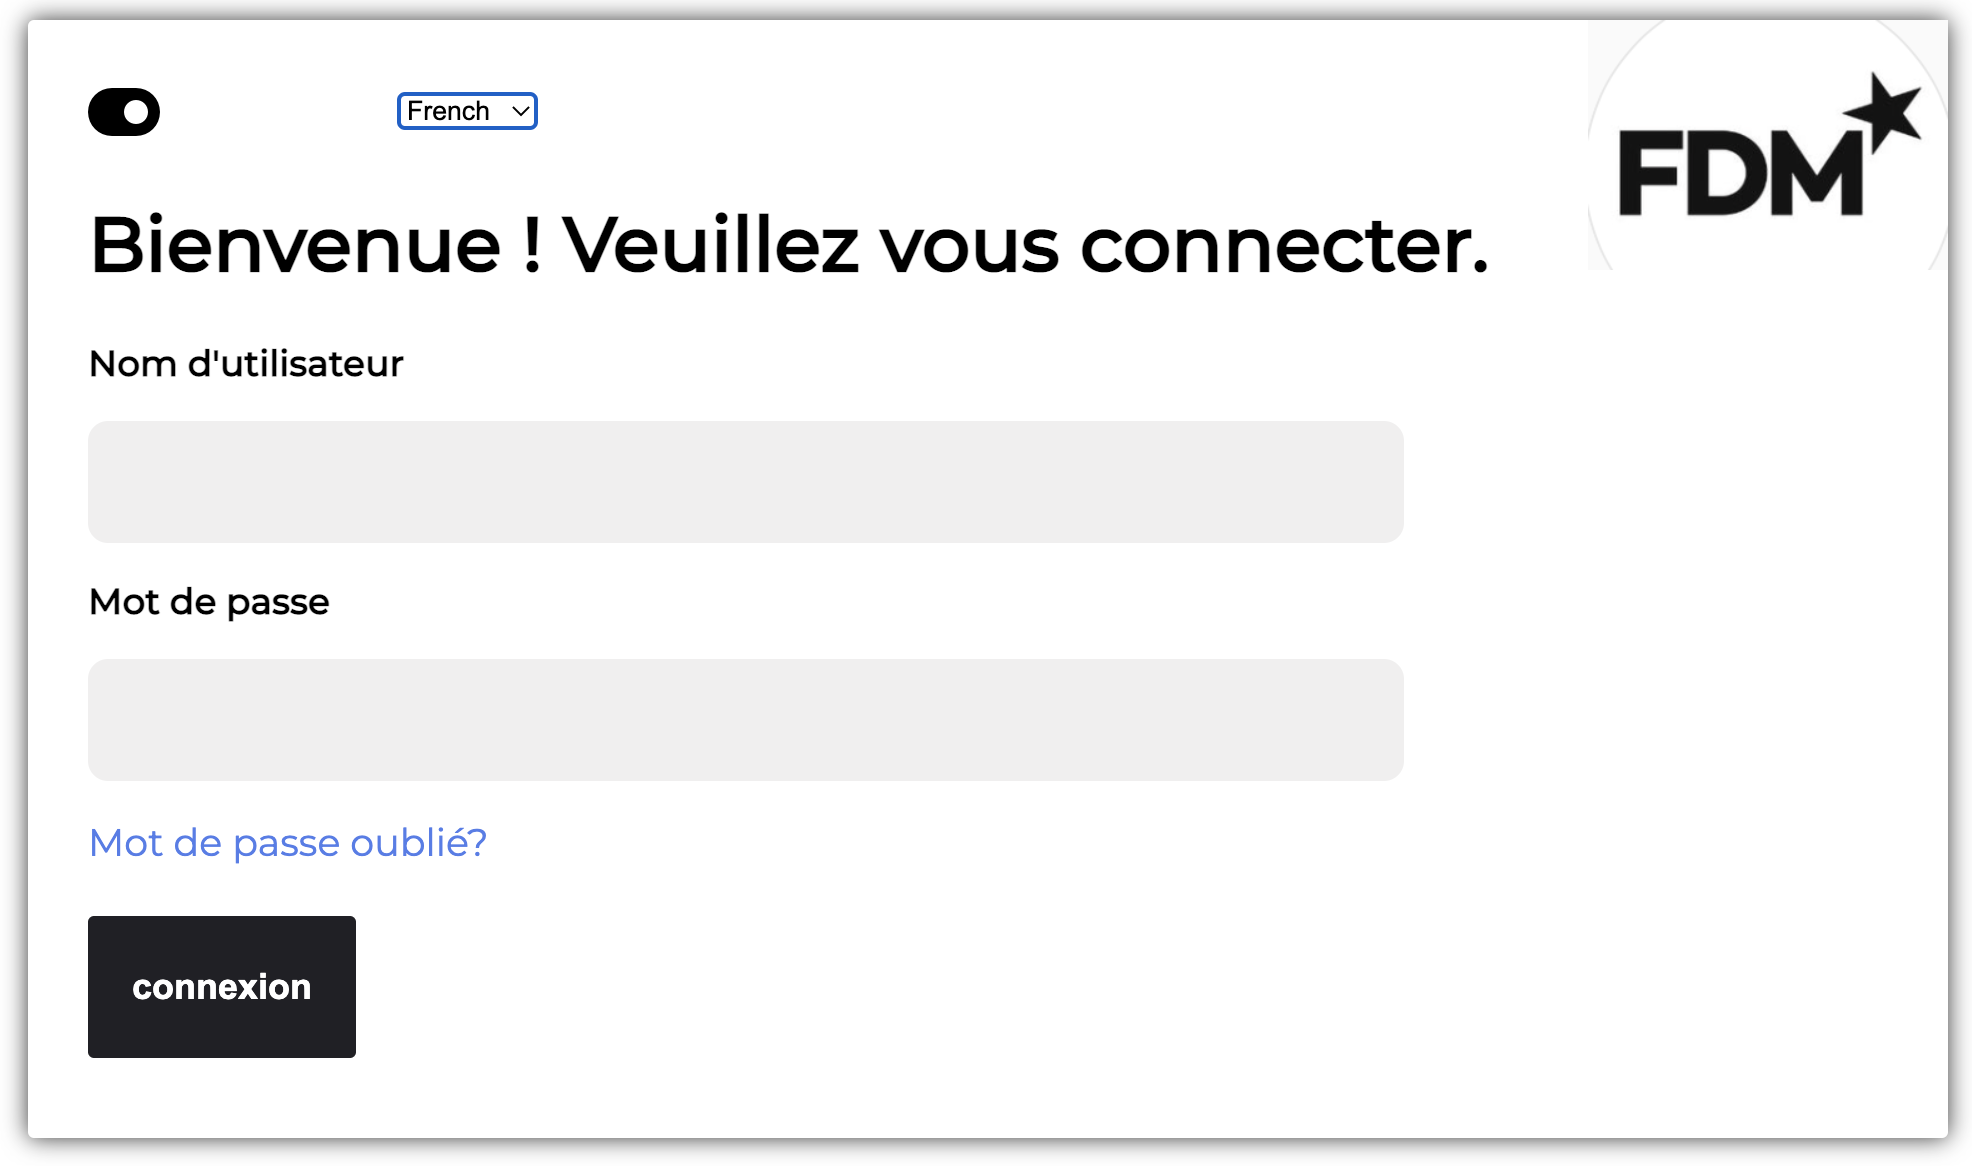 French
FDM
Bienvenue ! Veuillez vous connecter.
Nom d'utilisateur
Mot de passe
Mot de passe oublié?
connexion